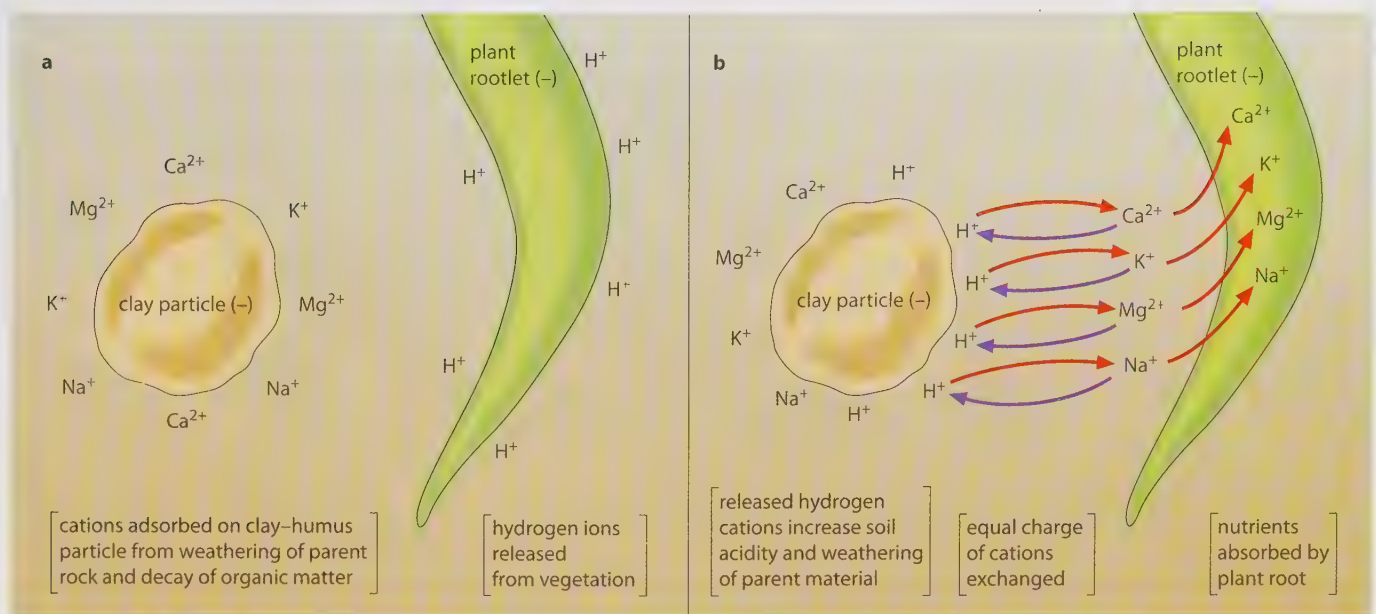 a
plant
rootlet (–)
H⁺
H⁺
H⁺
H⁺
H⁺
H⁺
Ca²⁺
Mg²⁺
K⁺
K⁺
clay particle (–)
Mg²⁺
Na⁺
Na⁺
Ca²⁺
[cations adsorbed on clay–humus
particle from weathering of parent
rock and decay of organic matter]
[hydrogen ions
released
from vegetation]
b
plant
rootlet (–)
Ca²⁺
K⁺
Mg²⁺
Na⁺
H⁺
Ca²⁺
Mg²⁺
K⁺
Na⁺
H⁺
clay particle (–)
H⁺
Ca²⁺
H⁺
K⁺
H⁺
Mg²⁺
H⁺
Na⁺
[released hydrogen
cations increase soil
acidity and weathering
of parent material]
[equal charge
of cations
exchanged]
[nutrients
absorbed by
plant root]